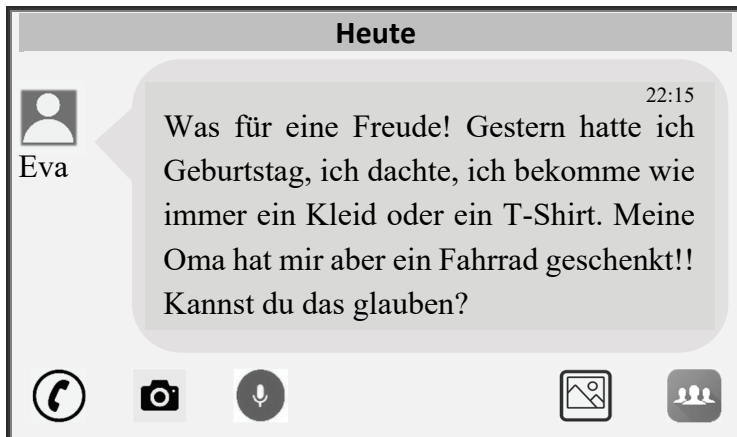 Heute
22:15
Was für eine Freude! Gestern hatte ich
Eva
Geburtstag, ich dachte, ich bekomme wie
immer ein Kleid oder ein T-Shirt. Meine
Oma hat mir aber ein Fahrrad geschenkt!!
Kannst du das glauben?